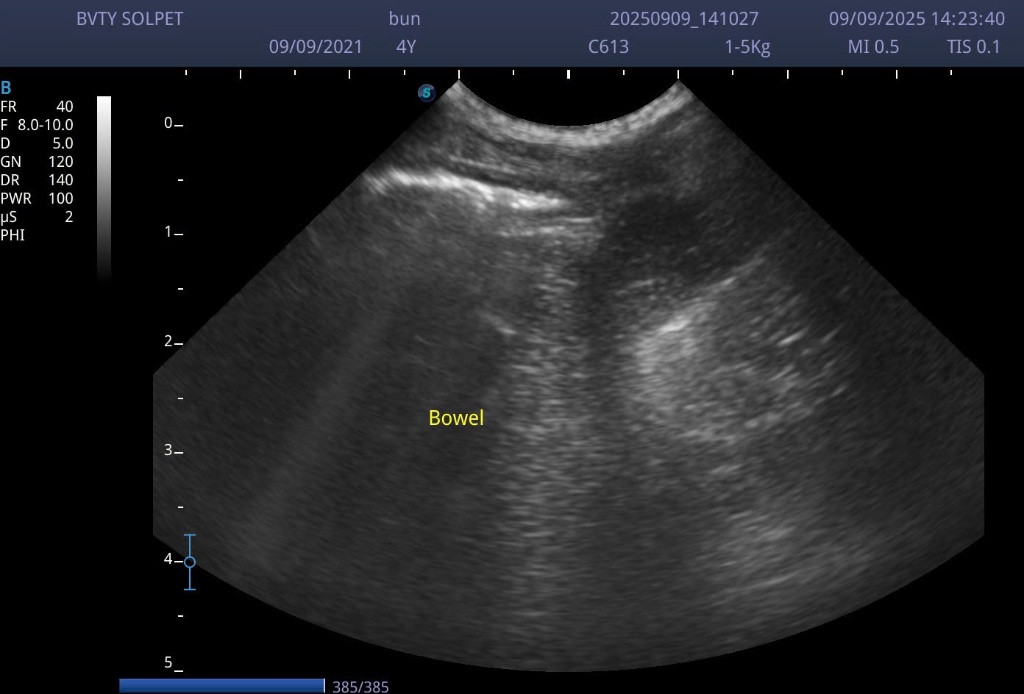 BVTY SOLPET bun 20250909_141027 09/09/2025 14:23:40
09/09/2021 4Y C613 1-5Kg MI 0.5 TIS 0.1
B
FR 40
F 8.0-10.0
D 5.0
GN 120
DR 140
PWR 100
µS 2
PHI
S
0
1
2
3
4
5
Bowel
385/385